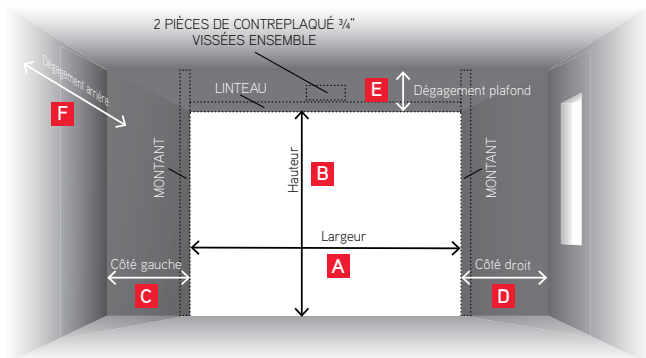 2 PIÈCES DE CONTREPLAQUÉ ¾"
VISSÉES ENSEMBLE
Dégagement arrière
F
LINTEAU
E
Dégagement plafond
MONTANT
Hauteur
B
MONTANT
Largeur
A
Côté gauche
C
Côté droit
D